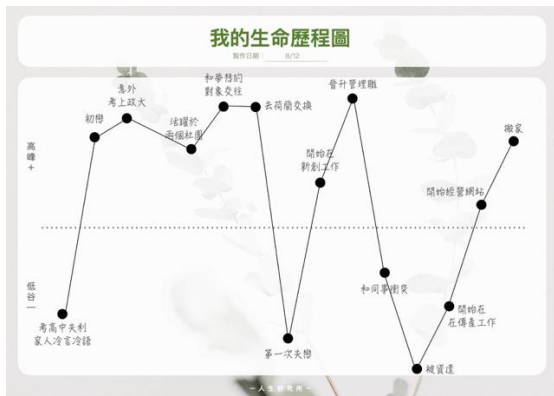 我的生命歷程圖
製作日期： 8/12
高峰＋
低谷－
考高中失利
家人冷言冷語
初戀
意外
考上政大
活躍於
兩個社團
和夢想的
對象交往
去荷蘭交換
第一次失戀
開始在
新創工作
晉升管理職
和同事衝突
被資遣
開始在
在傳產工作
開始經營網站
搬家
－人生研究所－